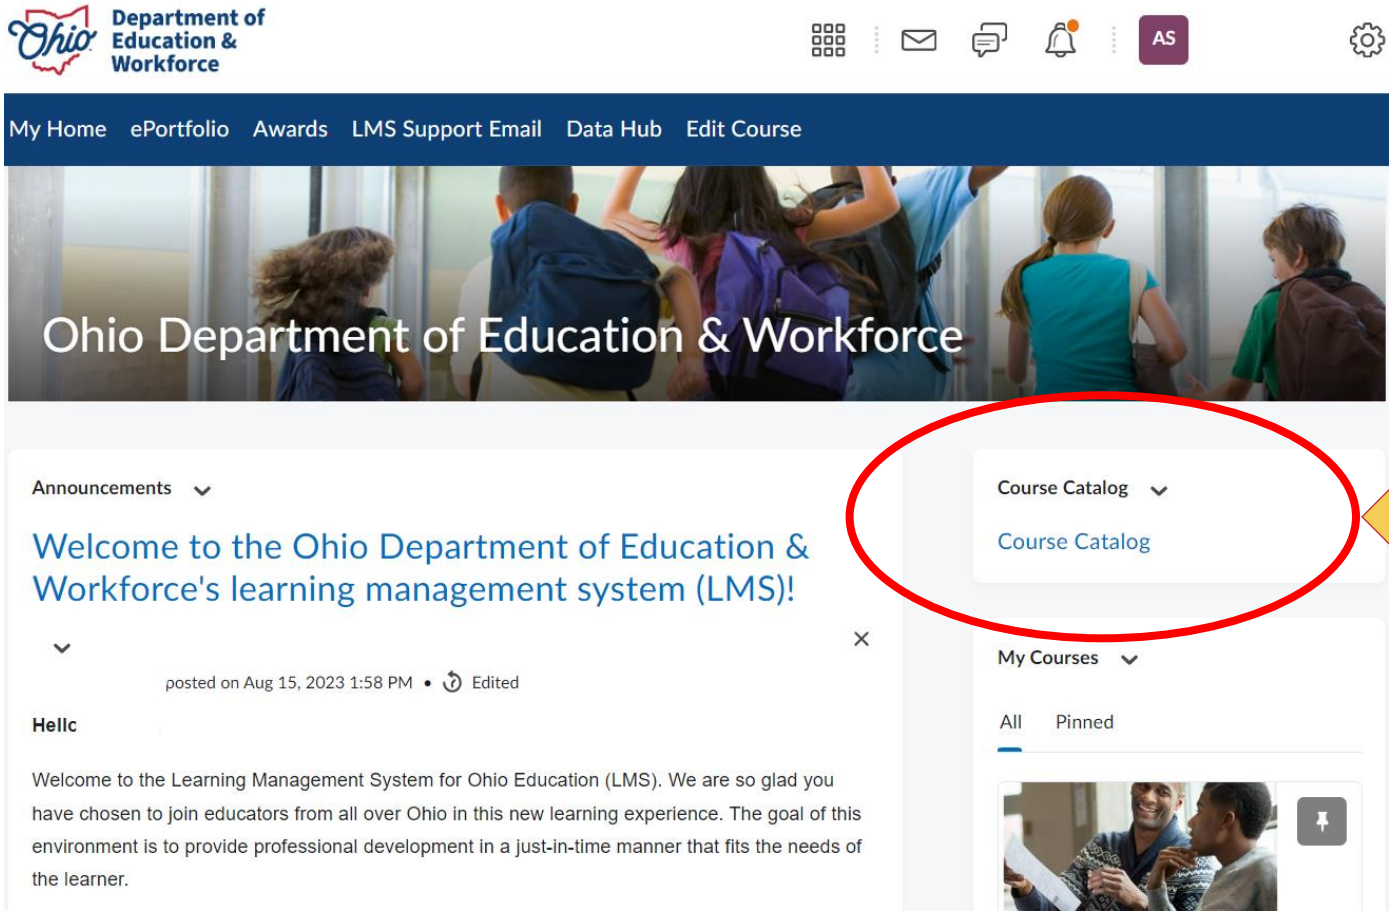 Ohio
Department of
Education &
Workforce
AS
My Home ePortfolio Awards LMS Support Email Data Hub Edit Course
Ohio Department of Education & Workforce
Announcements
Welcome to the Ohio Department of Education &
Workforce's learning management system (LMS)!
posted on Aug 15, 2023 1:58 PM • Edited
Hello
Welcome to the Learning Management System for Ohio Education (LMS). We are so glad you
have chosen to join educators from all over Ohio in this new learning experience. The goal of this
environment is to provide professional development in a just-in-time manner that fits the needs of
the learner.
Course Catalog
Course Catalog
My Courses
All Pinned